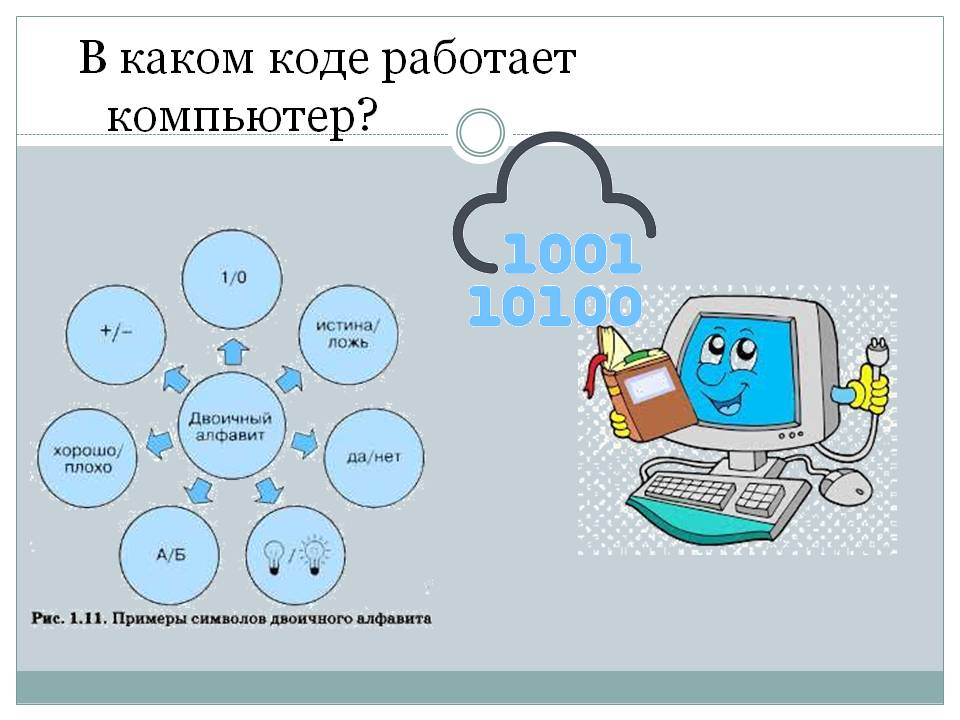 В каком коде работает
компьютер?
1001
10100
1/0
+/−
истина/
ложь
Двоичный
алфавит
хорошо/
плохо
да/нет
А/Б
/
Рис. 1.11. Примеры символов двоичного алфавита